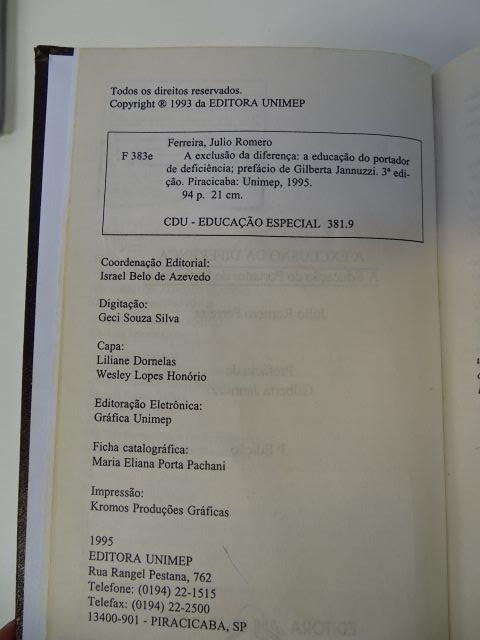 Todos os direitos reservados.
Copyright ® 1993 da EDITORA UNIMEP
Ferreira, Julio Romero
F 383e
A exclusão da diferença: a educação do portador
de deficiência; prefácio de Gilberta Jannuzzi. 3ª edi-
ção. Piracicaba: Unimep, 1995.
94 p. 21 cm.
CDU - EDUCAÇÃO ESPECIAL 381.9
Coordenação Editorial:
Israel Belo de Azevedo
Digitação:
Geci Souza Silva
Capa:
Liliane Dornelas
Wesley Lopes Honório
Editoração Eletrônica:
Gráfica Unimep
Ficha catalográfica:
Maria Eliana Porta Pachani
Impressão:
Kromos Produções Gráficas
1995
EDITORA UNIMEP
Rua Rangel Pestana, 762
Telefone: (0194) 22-1515
Telefax: (0194) 22-2500
13400-901 - PIRACICABA, SP